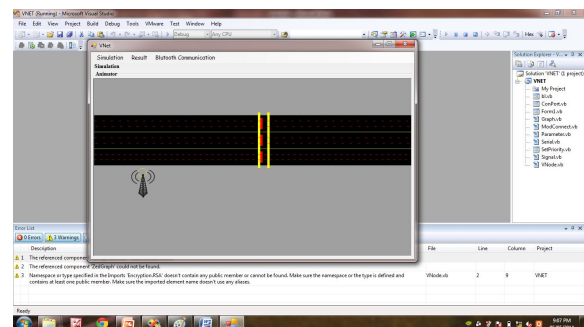 VNET (Running) - Microsoft Visual Studio
File Edit View Project Build Debug Tools VMware Test Window Help
Debug Any CPU
Hex
VNet
Simulation Result Blutooth Communication
Simulation
Animator
Solution Explorer - V...
Solution 'VNET' (1 project)
VNET
My Project
bl.vb
ComPort.vb
Form1.vb
Graph.vb
ModConnect.vb
Parameter.vb
Serial.vb
SetPriority.vb
Signal.vb
VNode.vb
Error List
0 Errors 3 Warnings
Description File Line Column Project
1 The referenced component
2 The referenced component 'ZedGraph' could not be found.
3 Namespace or type specified in the Imports 'Encryption.RSA' doesn't contain any public member or cannot be found. Make sure the namespace or the type is defined and VNode.vb 2 9 VNET
contains at least one public member. Make sure the imported element name doesn't use any aliases.
Ready
9:07 PM